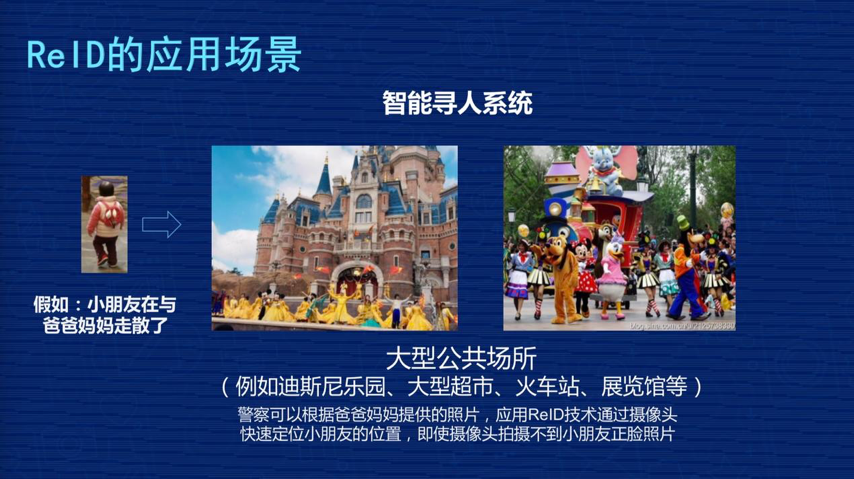 ReID的应用场景
智能寻人系统
假如：小朋友在与
爸爸妈妈走散了
大型公共场所
（例如迪斯尼乐园、大型超市、火车站、展览馆等）
警察可以根据爸爸妈妈提供的照片，应用ReID技术通过摄像头
快速定位小朋友的位置，即使摄像头拍摄不到小朋友正脸照片